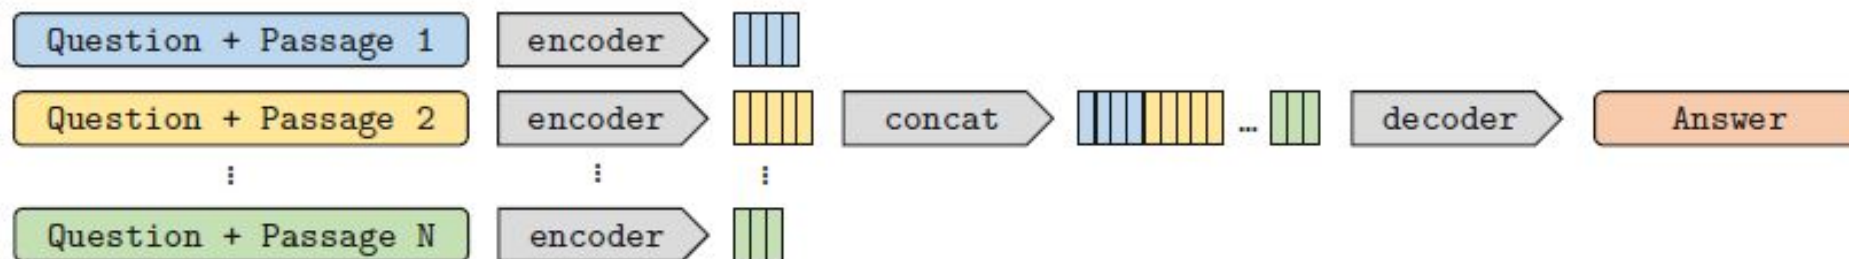 Question + Passage 1 encoder
Question + Passage 2 encoder concat … decoder Answer
⋮ ⋮ ⋮
Question + Passage N encoder